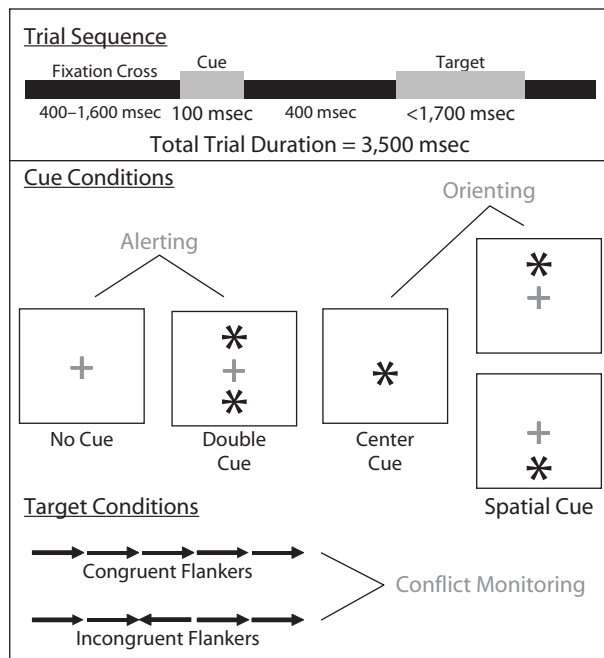 Trial Sequence
Fixation Cross
Cue
Target
400–1,600 msec
100 msec
400 msec
<1,700 msec
Total Trial Duration = 3,500 msec
Cue Conditions
Orienting
Alerting
No Cue
Double
Cue
Center
Cue
Spatial Cue
Target Conditions
Congruent Flankers
Conflict Monitoring
Incongruent Flankers